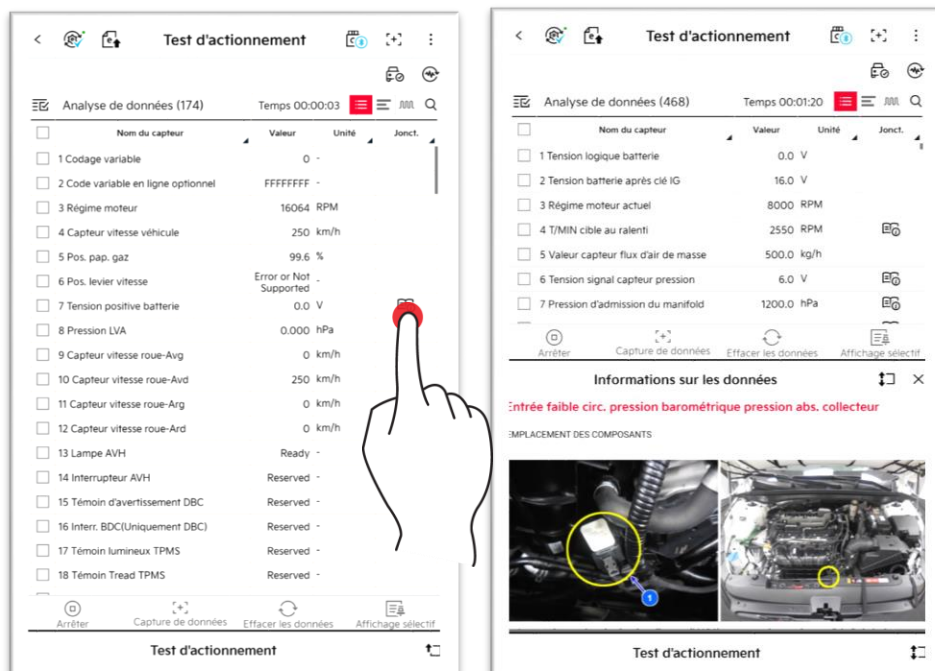 Test d'actionnement
Analyse de données (174) Temps 00:00:03
Nom du capteur Valeur Unité Jonct.
1 Codage variable 0 -
2 Code variable en ligne optionnel FFFFFFFF -
3 Régime moteur 16064 RPM
4 Capteur vitesse véhicule 250 km/h
5 Pos. pap. gaz 99.6 %
6 Pos. levier vitesse Error or Not Supported -
7 Tension positive batterie 0.0 V
8 Pression LVA 0.000 hPa
9 Capteur vitesse roue-Avg 0 km/h
10 Capteur vitesse roue-Avd 250 km/h
11 Capteur vitesse roue-Arg 0 km/h
12 Capteur vitesse roue-Ard 0 km/h
13 Lampe AVH Ready -
14 Interrupteur AVH Reserved -
15 Témoin d'avertissement DBC Reserved -
16 Interr. BDC(Uniquement DBC) Reserved -
17 Témoin lumineux TPMS Reserved -
18 Témoin Tread TPMS Reserved -
Arrêter Capture de données Effacer les données Affichage sélectif
Test d'actionnement
Test d'actionnement
Analyse de données (468) Temps 00:01:20
Nom du capteur Valeur Unité Jonct.
1 Tension logique batterie 0.0 V
2 Tension batterie après clé IG 16.0 V
3 Régime moteur actuel 8000 RPM
4 T/MIN cible au ralenti 2550 RPM
5 Valeur capteur flux d'air de masse 500.0 kg/h
6 Tension signal capteur pression 6.0 V
7 Pression d'admission du manifold 1200.0 hPa
Arrêter Capture de données Effacer les données Affichage sélectif
Informations sur les données
Entrée faible circ. pression barométrique pression abs. collecteur
EMPLACEMENT DES COMPOSANTS
1
Test d'actionnement